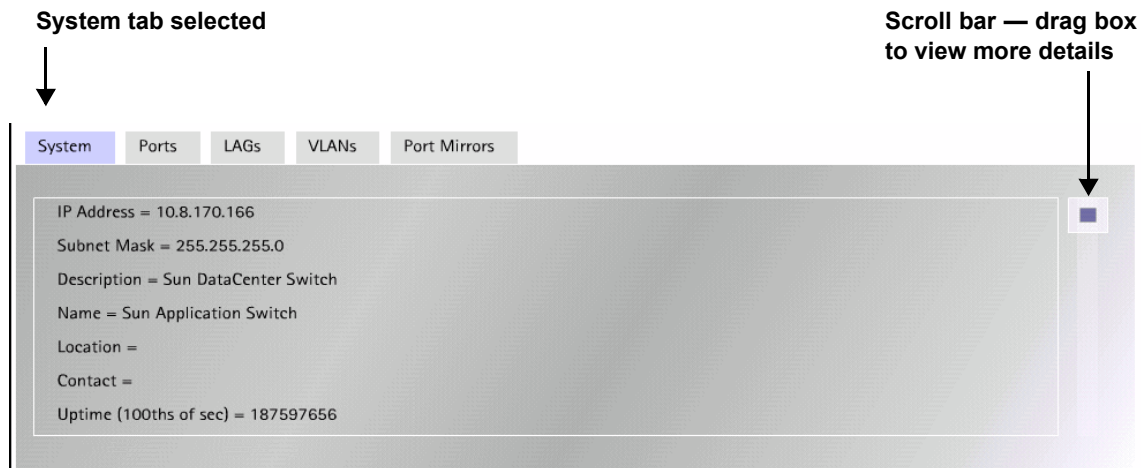 System tab selected
Scroll bar — drag box
to view more details
System Ports LAGs VLANs Port Mirrors
IP Address = 10.8.170.166
Subnet Mask = 255.255.255.0
Description = Sun DataCenter Switch
Name = Sun Application Switch
Location =
Contact =
Uptime (100ths of sec) = 187597656